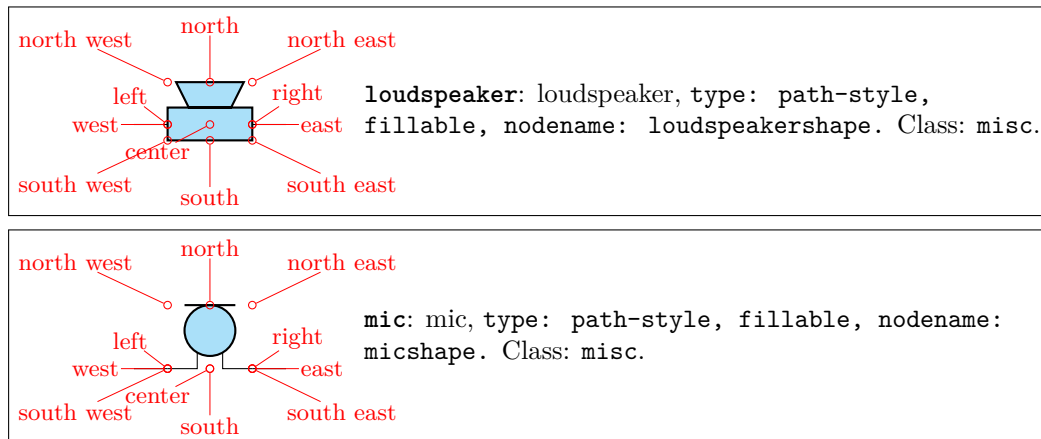 north
north west
north east
left
right
west
east
center
south west
south east
south
loudspeaker: loudspeaker, type: path-style,
fillable, nodename: loudspeakershape. Class: misc.
north
north west
north east
left
right
west
east
center
south west
south east
south
mic: mic, type: path-style, fillable, nodename:
micshape. Class: misc.